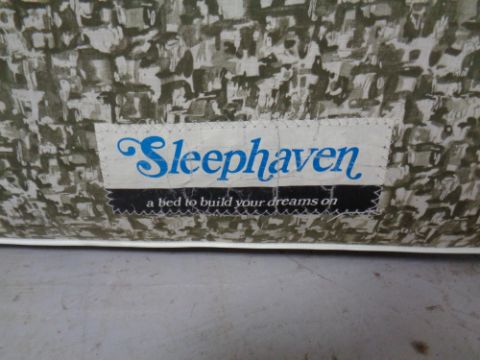 Sleephaven
a bed to build your dreams on